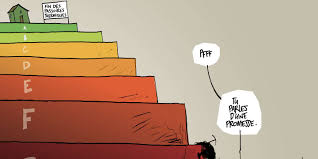 FIN DES
PASSOIRES
THERMIQUES
A
B
C
D
E
F
G
PFFF
TU
PARLES
D'UNE
PROMESSE.